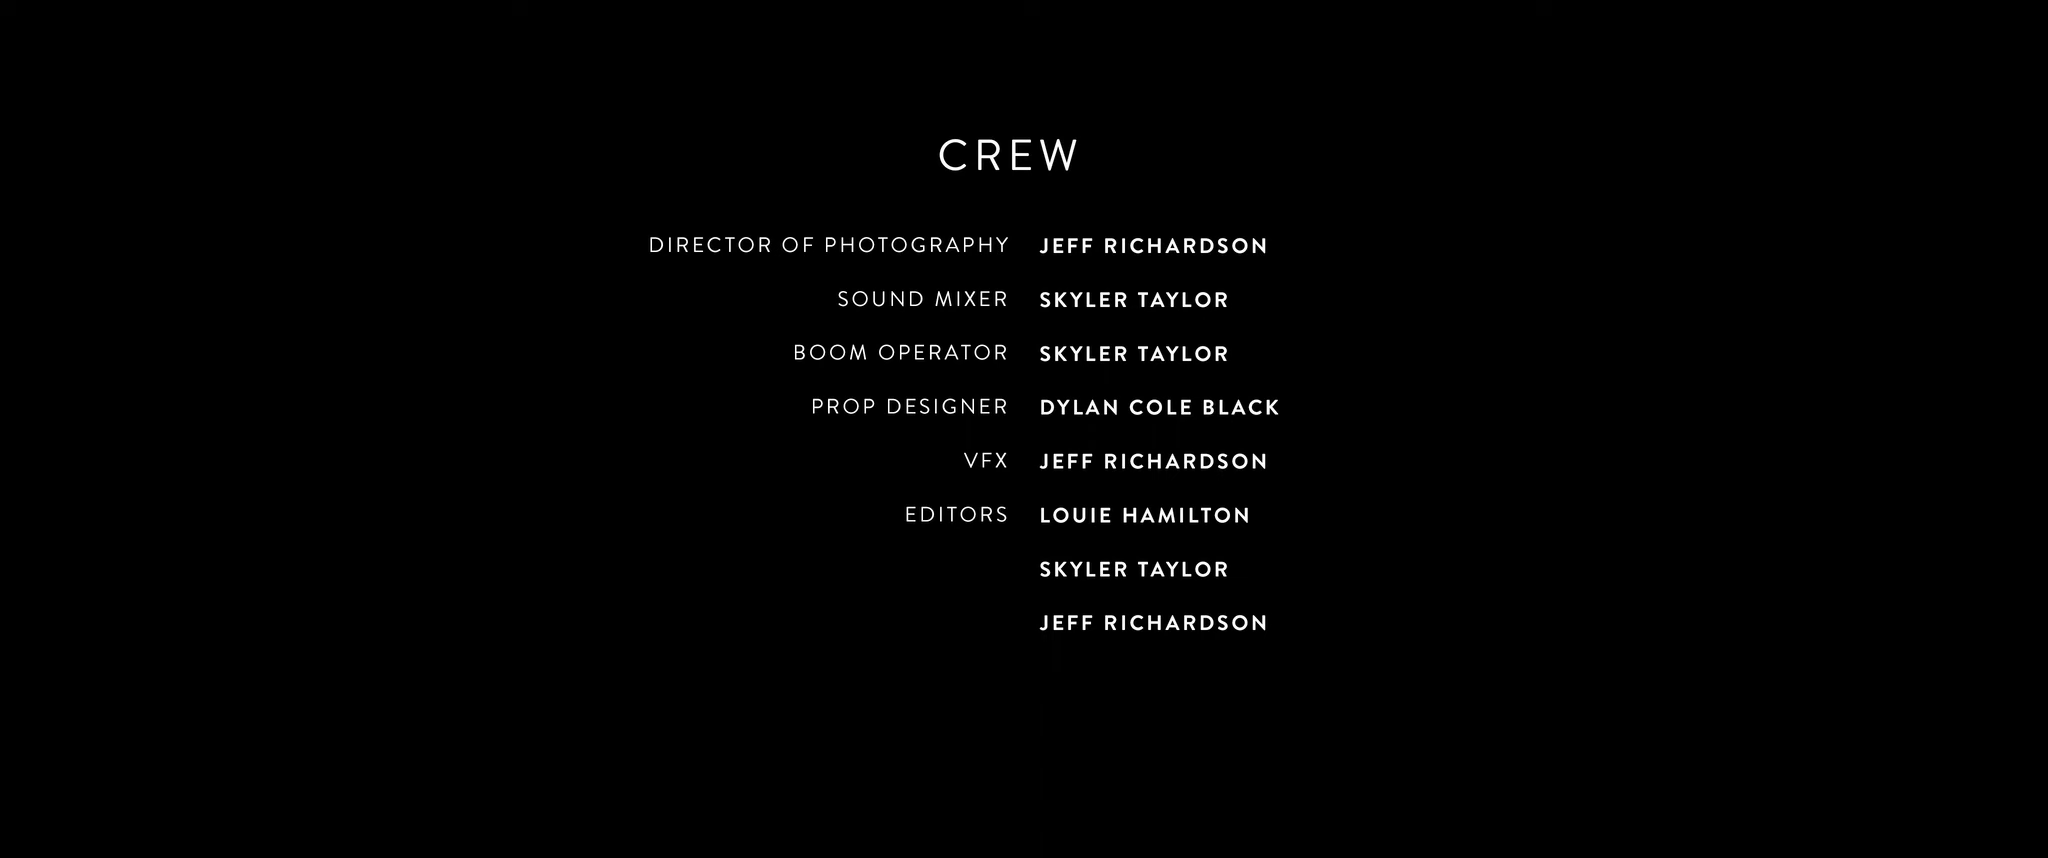 CREW
DIRECTOR OF PHOTOGRAPHY JEFF RICHARDSON
SOUND MIXER SKYLER TAYLOR
BOOM OPERATOR SKYLER TAYLOR
PROP DESIGNER DYLAN COLE BLACK
VFX JEFF RICHARDSON
EDITORS LOUIE HAMILTON
SKYLER TAYLOR
JEFF RICHARDSON